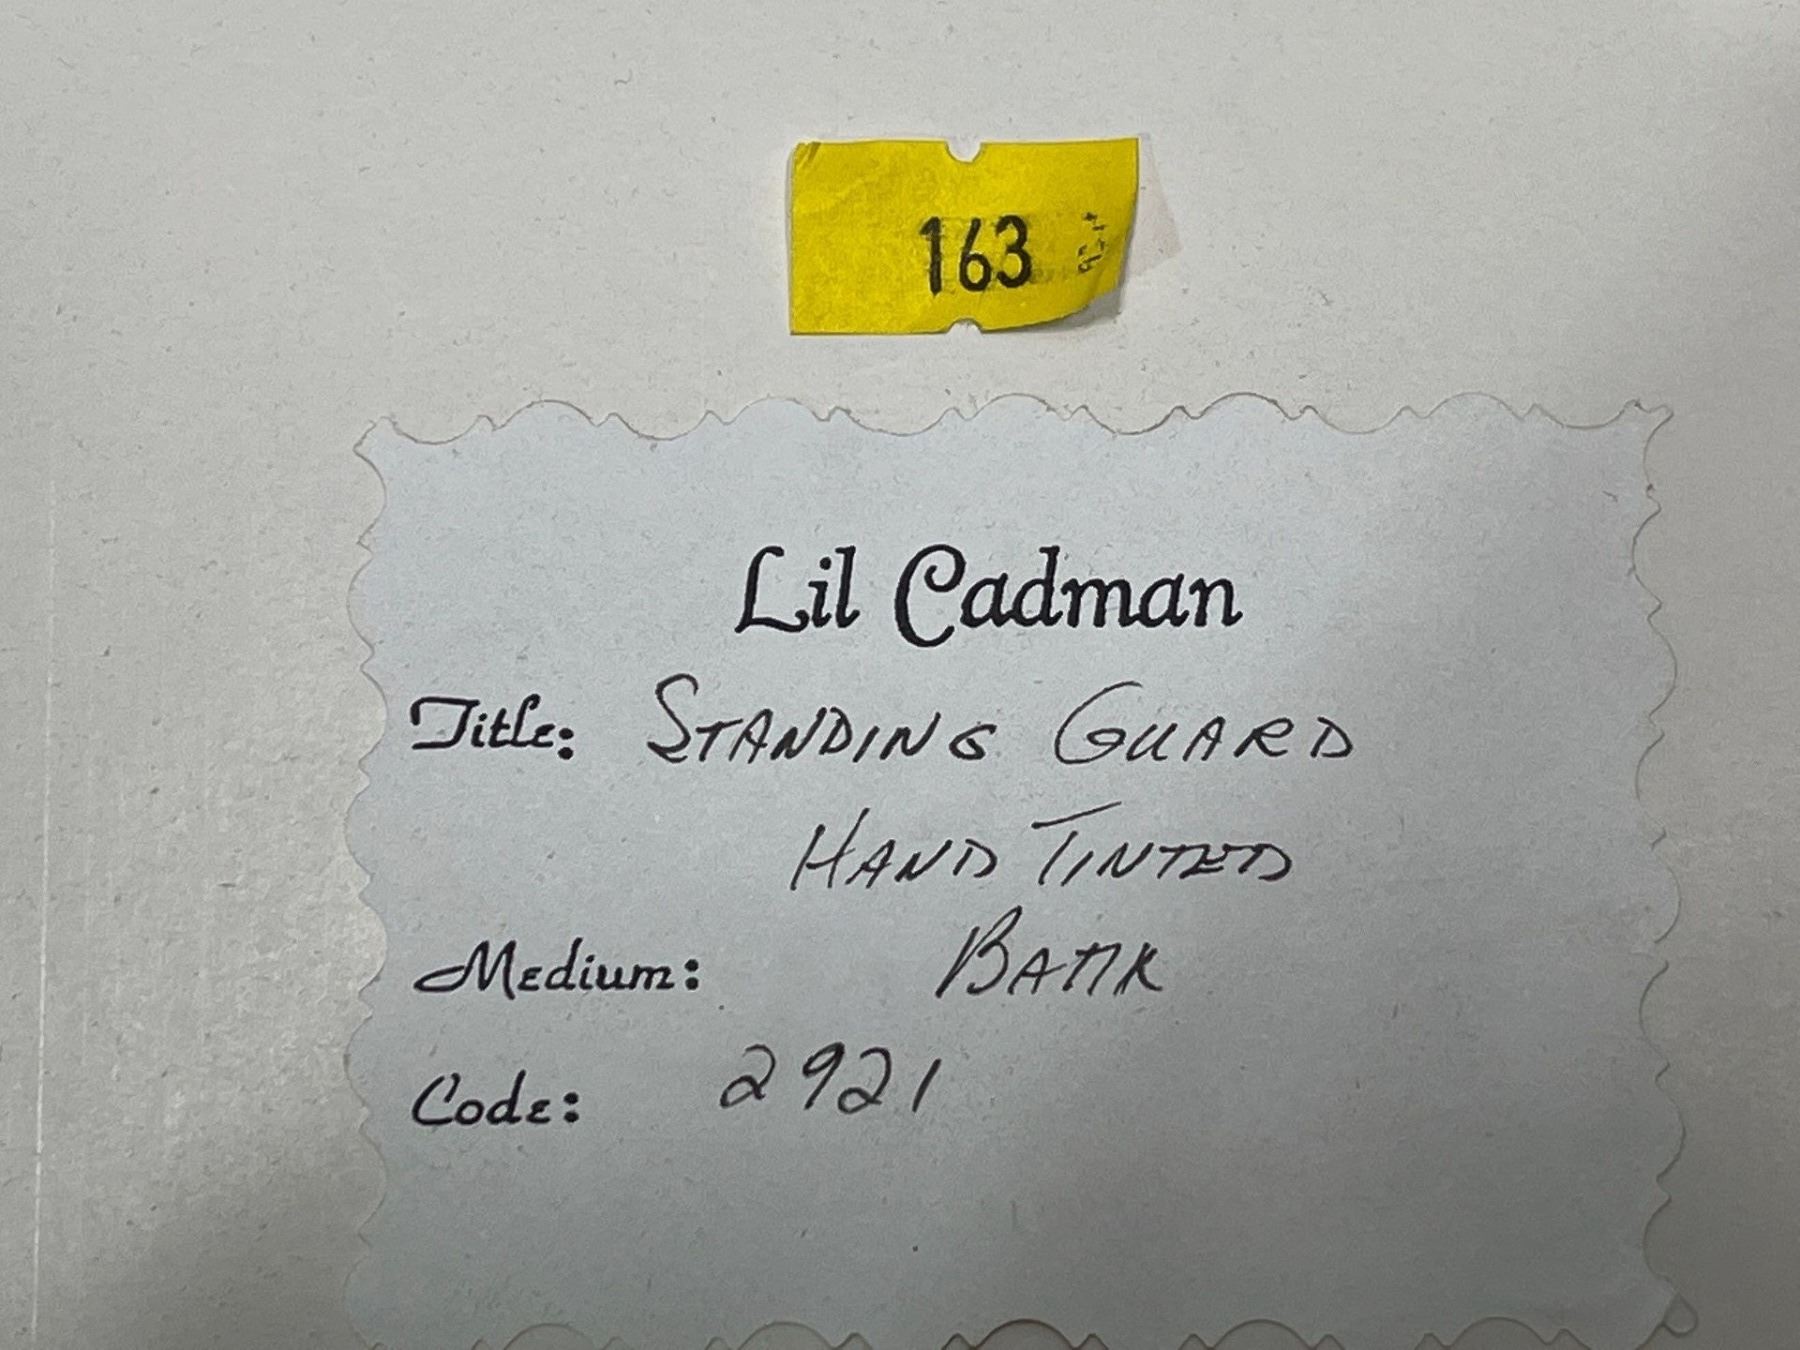 163
Lil Cadman
Title: STANDING GUARD
HAND TINTED
Medium: BATIK
Code: 2921